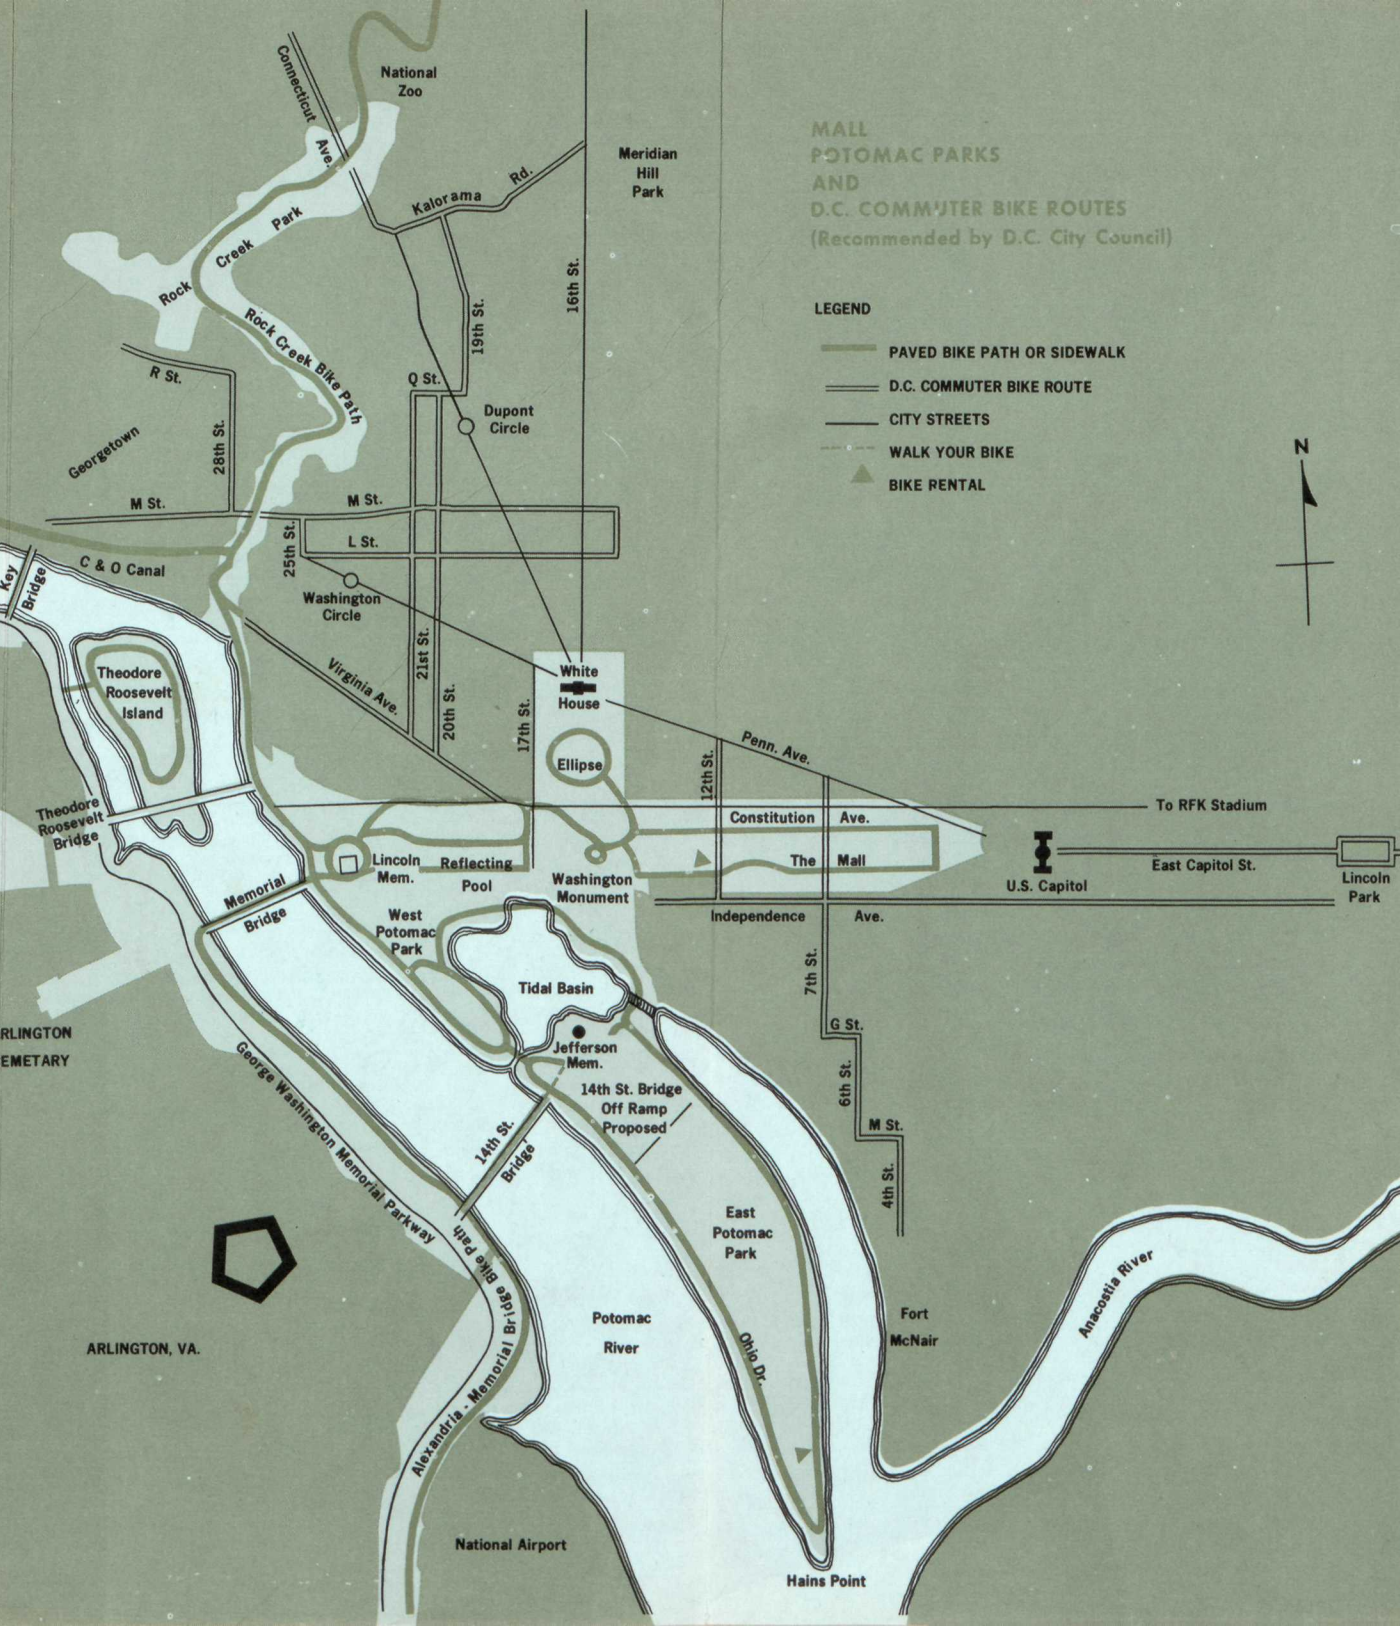 National
Zoo
Connecticut Ave.
Meridian
Hill
Park
MALL
POTOMAC PARKS
AND
D.C. COMMUTER BIKE ROUTES
(Recommended by D.C. City Council)
Kalorama Rd.
Rock Creek Park
16th St.
19th St.
Rock Creek Bike Path
LEGEND
PAVED BIKE PATH OR SIDEWALK
D.C. COMMUTER BIKE ROUTE
CITY STREETS
WALK YOUR BIKE
BIKE RENTAL
N
R St.
Q St.
Dupont
Circle
Georgetown
28th St.
M St.
M St.
25th St.
L St.
C & O Canal
Key
Bridge
Washington
Circle
21st St.
20th St.
Virginia Ave.
Theodore
Roosevelt
Island
White
House
17th St.
Ellipse
Penn. Ave.
12th St.
Theodore
Roosevelt
Bridge
To RFK Stadium
Constitution Ave.
Lincoln
Mem.
Reflecting
Pool
The Mall
East Capitol St.
U.S. Capitol
Lincoln
Park
Washington
Monument
Memorial
Bridge
West
Potomac
Park
Independence Ave.
7th St.
Tidal Basin
G St.
RLINGTON
EMETARY
Jefferson
Mem.
14th St. Bridge
Off Ramp
Proposed
6th St.
M St.
4th St.
14th St.
Bridge
George Washington Memorial Parkway
East
Potomac
Park
Alexandria - Memorial Bridge Bike Path
Anacostia River
Potomac
River
Fort
McNair
ARLINGTON, VA.
Ohio Dr.
National Airport
Hains Point